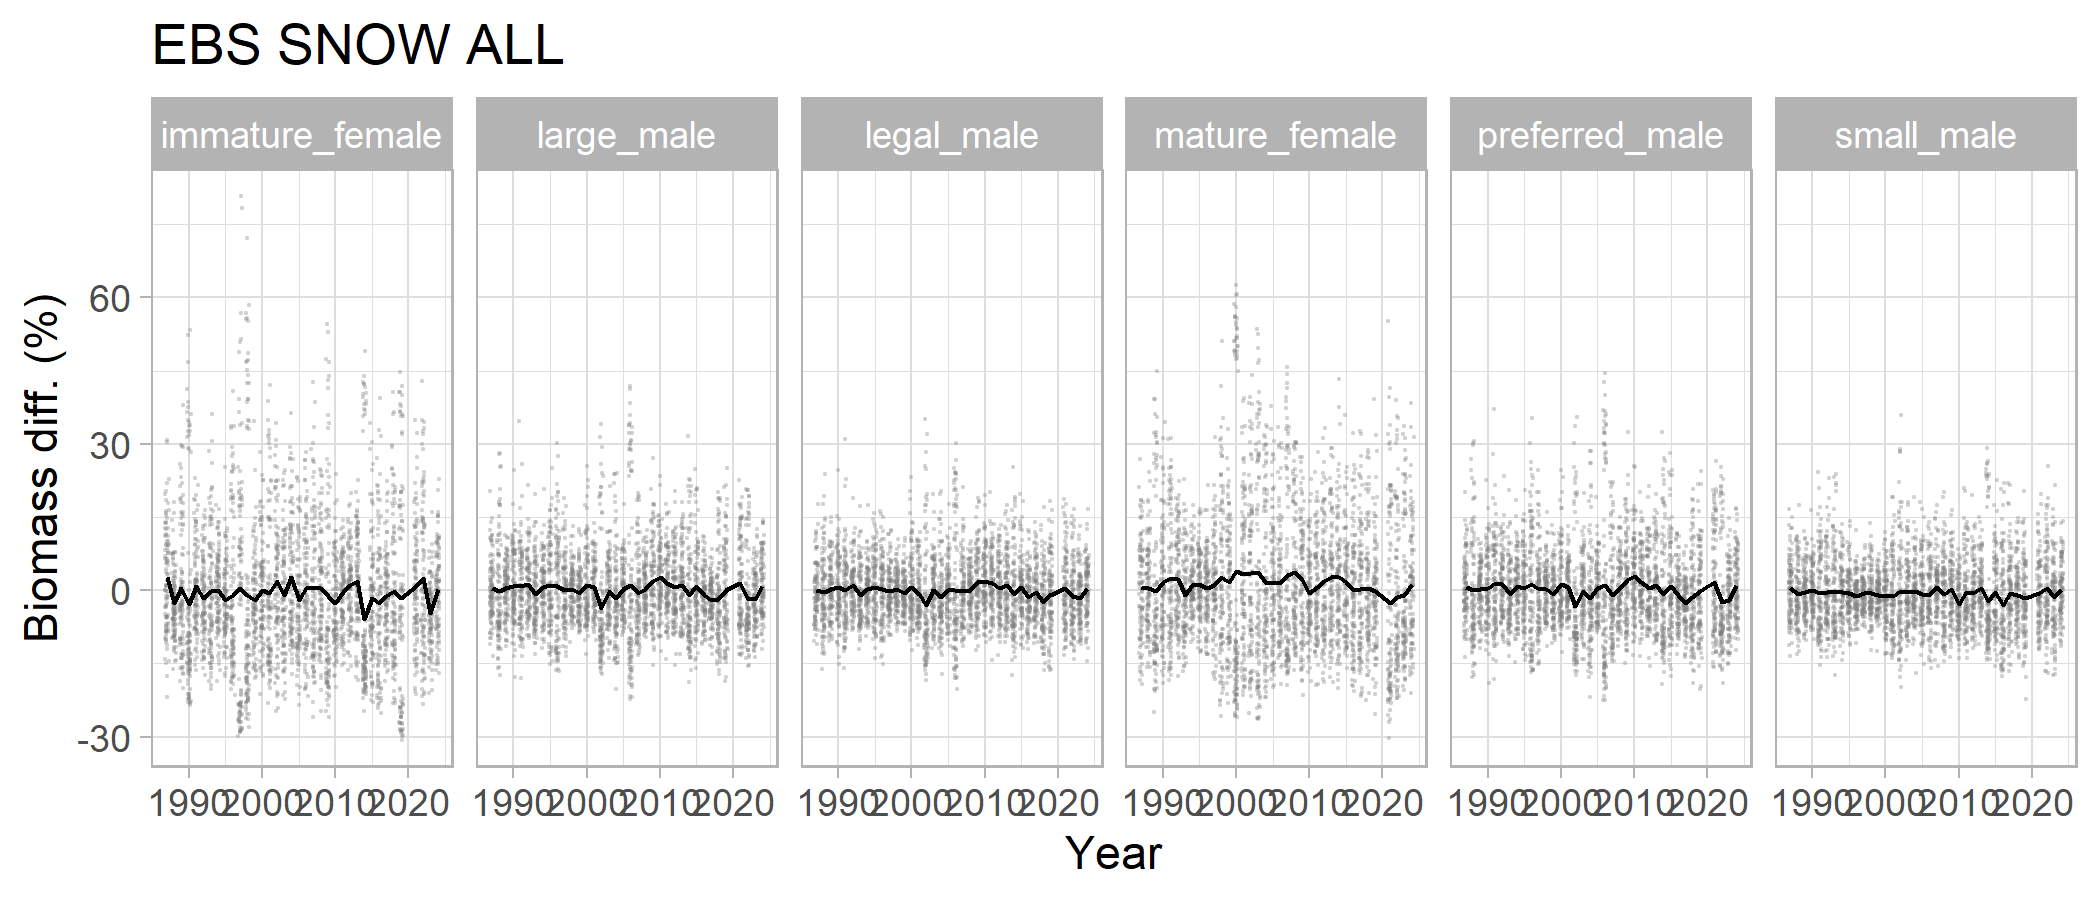 EBS SNOW ALL
immature_female large_male legal_male mature_female preferred_male small_male
Biomass diff. (%)
60
30
0
-30
1990 2000 2010 2020 1990 2000 2010 2020 1990 2000 2010 2020 1990 2000 2010 2020 1990 2000 2010 2020 1990 2000 2010 2020
Year